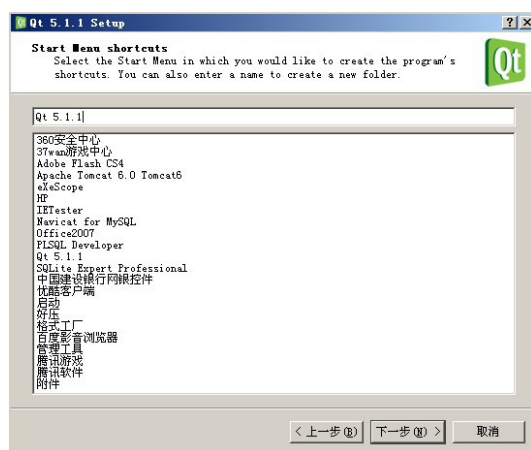 Qt 5.1.1 Setup
Start Menu shortcuts
Select the Start Menu in which you would like to create the program's
shortcuts. You can also enter a name to create a new folder.
Qt
Qt 5.1.1
360安全中心
37wan游戏中心
Adobe Flash CS4
Apache Tomcat 6.0 Tomcat6
eXeScope
HP
IETester
Navicat for MySQL
Office2007
PLSQL Developer
Qt 5.1.1
SQLite Expert Professional
中国建设银行网银控件
优酷客户端
启动
好压
格式工厂
百度影音浏览器
管理工具
腾讯游戏
腾讯软件
附件
< 上一步(B) 下一步(N) > 取消